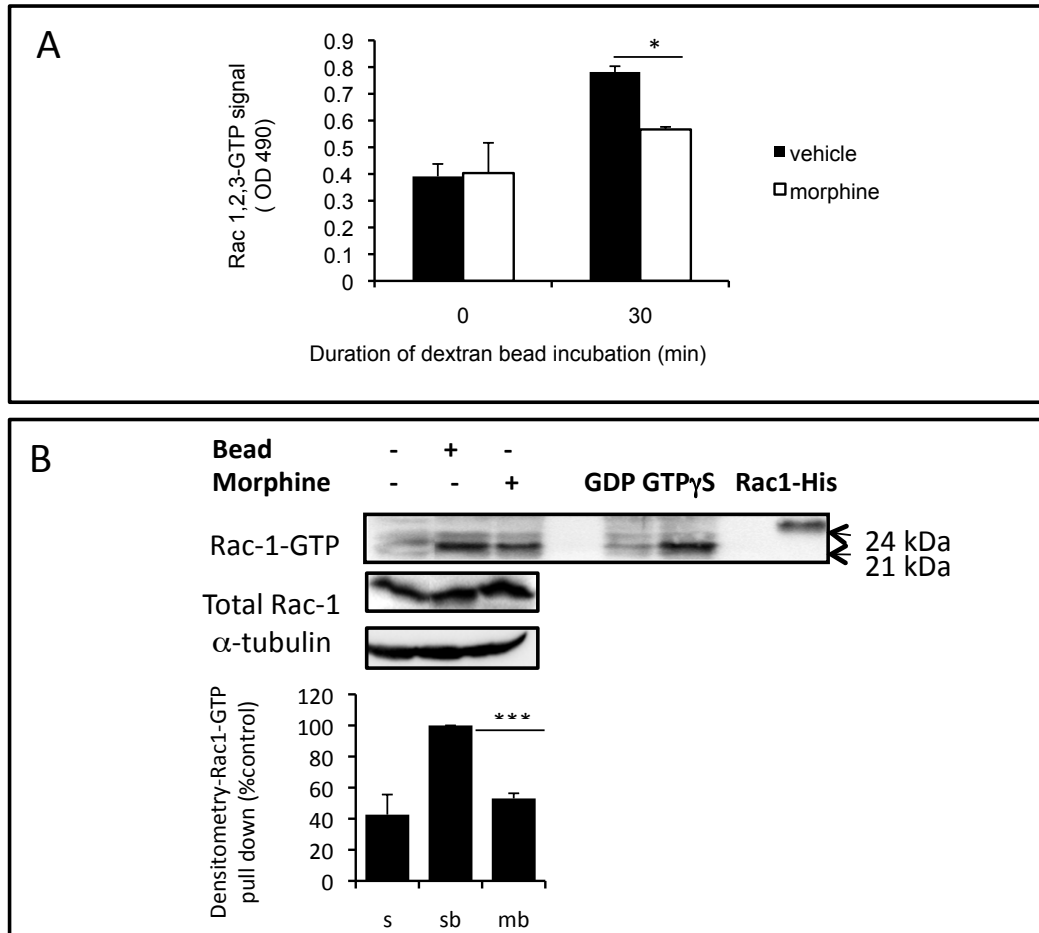 A
Rac 1,2,3-GTP signal
( OD 490)
0.9
0.8
0.7
0.6
0.5
0.4
0.3
0.2
0.1
0
*
vehicle
morphine
0 30
Duration of dextran bead incubation (min)
B
Bead - + -
Morphine - - + GDP GTPγS Rac1-His
Rac-1-GTP
24 kDa
21 kDa
Total Rac-1
α-tubulin
Densitometry-Rac1-GTP
pull down (%control)
120
100
80
60
40
20
0
***
s sb mb